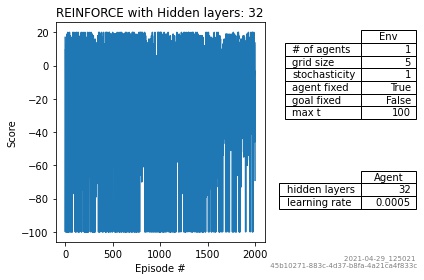 REINFORCE with Hidden layers: 32
20
0
−20
−40
−60
−80
−100
Score
0
500
1000
1500
2000
Episode #
Env
# of agents 1
grid size 5
stochasticity 1
agent fixed True
goal fixed False
max t 100
Agent
hidden layers 32
learning rate 0.0005
2021-04-29_125021
45b10271-883c-4d37-b8fa-4a21ca4f833c